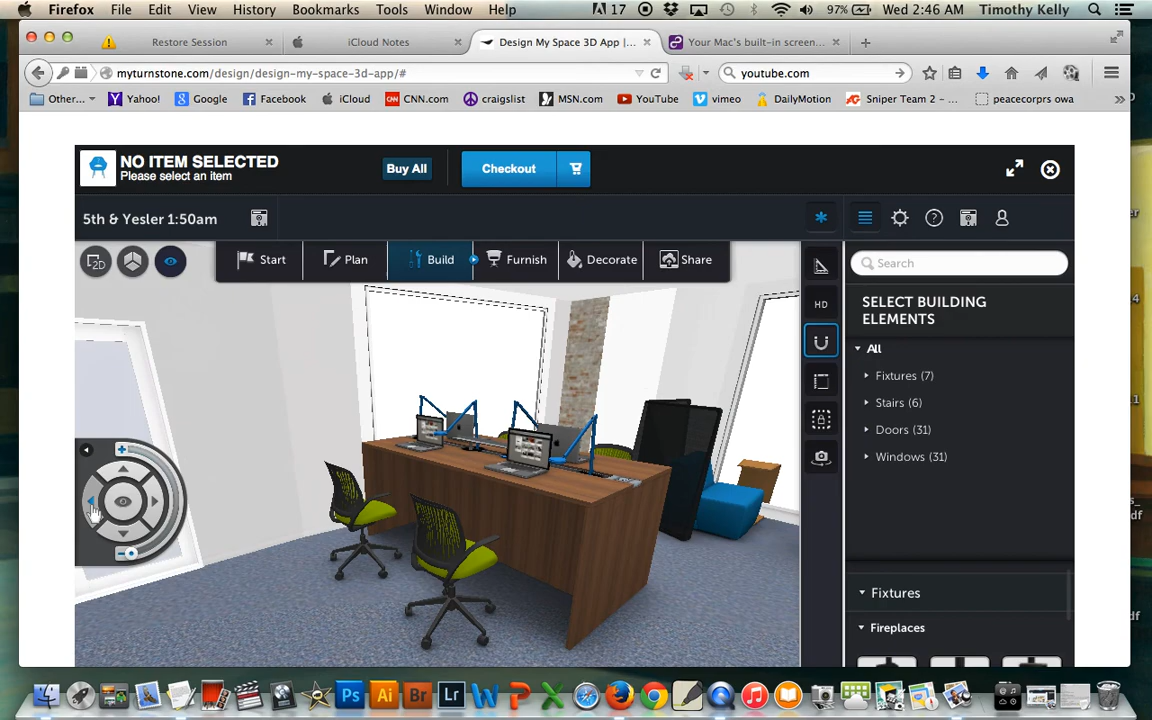 Firefox File Edit View History Bookmarks Tools Window Help 17 97% Wed 2:46 AM Timothy Kelly
Restore Session iCloud Notes Design My Space 3D App |... Your Mac's built-in screen...
myturnstone.com/design/design-my-space-3d-app/# youtube.com
Other... Yahoo! Google Facebook iCloud CNN.com craigslist MSN.com YouTube vimeo DailyMotion Sniper Team 2 – ... peacecorprs owa
NO ITEM SELECTED
Please select an item
Buy All
Checkout
5th & Yesler 1:50am
2D Start Plan Build Furnish Decorate Share
HD
Search
SELECT BUILDING
ELEMENTS
All
Fixtures (7)
Stairs (6)
Doors (31)
Windows (31)
Fixtures
Fireplaces
Ps Ai Br Lr W P X